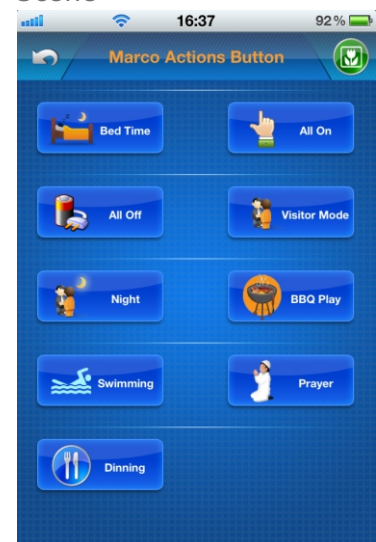 16:37 92%
Marco Actions Button
Bed Time All On
All Off Visitor Mode
Night BBQ Play
Swimming Prayer
Dinning